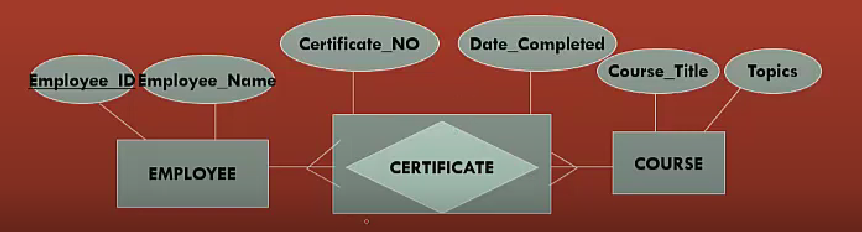 Certificate_NO
Date_Completed
Employee_ID
Employee_Name
Course_Title
Topics
EMPLOYEE
CERTIFICATE
COURSE